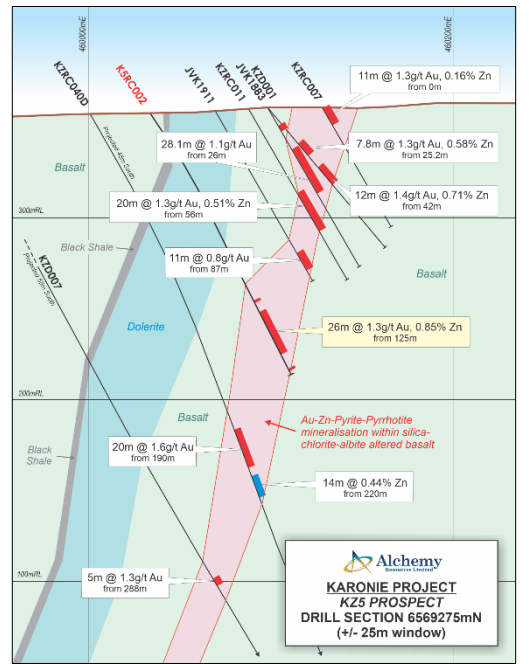 460000mE
460200mE
KZRC040D
K5RC002
JVK1911
KZRC011
JVK1883
KZD001
KZRC007
11m @ 1.3g/t Au, 0.16% Zn
from 0m
28.1m @ 1.1g/t Au
from 26m
7.8m @ 1.3g/t Au, 0.58% Zn
from 25.2m
Basalt
20m @ 1.3g/t Au, 0.51% Zn
from 56m
12m @ 1.4g/t Au, 0.71% Zn
from 42m
300mRL
Black Shale
11m @ 0.8g/t Au
from 87m
Basalt
KZD007
Dolerite
26m @ 1.3g/t Au, 0.85% Zn
from 125m
200mRL
Basalt
Au-Zn-Pyrite-Pyrrhotite
mineralisation within silica-
chlorite-albite altered basalt
Black
Shale
20m @ 1.6g/t Au
from 190m
14m @ 0.44% Zn
from 220m
100mRL
5m @ 1.3g/t Au
from 288m
Alchemy
Resources Limited
KARONIE PROJECT
KZ5 PROSPECT
DRILL SECTION 6569275mN
(+/- 25m window)